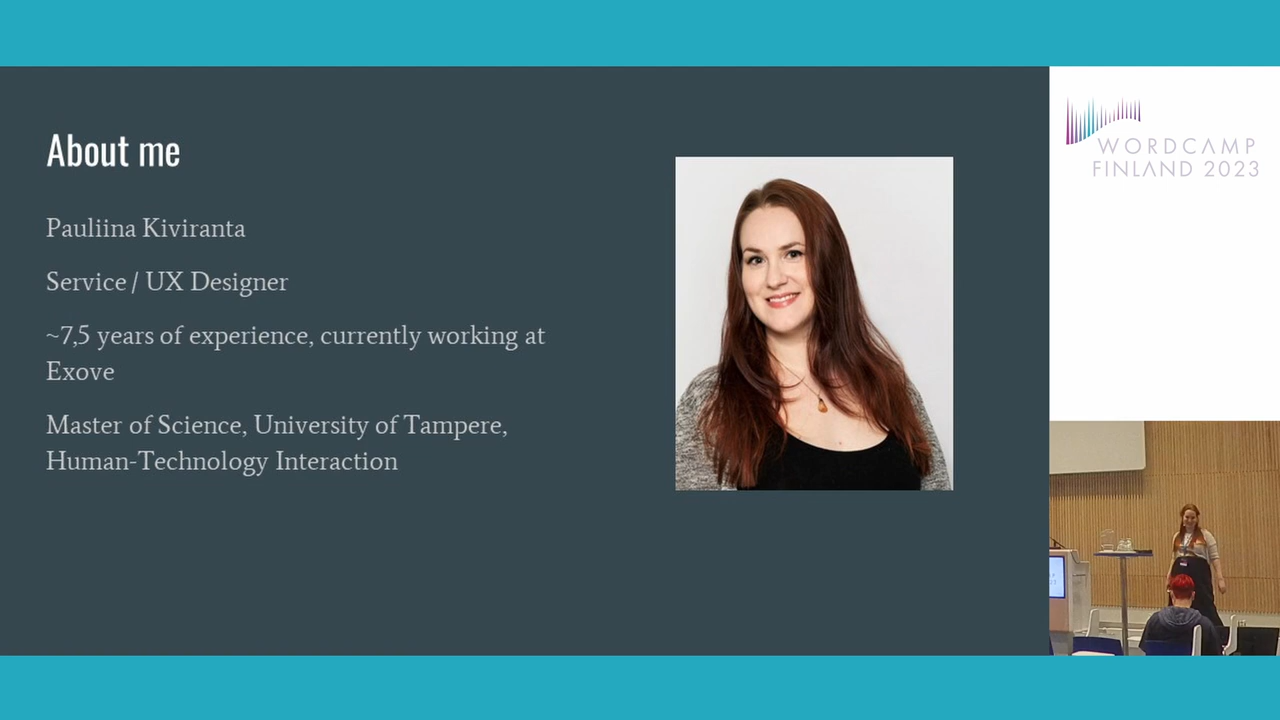 About me
Pauliina Kiviranta
Service / UX Designer
~7,5 years of experience, currently working at
Exove
Master of Science, University of Tampere,
Human-Technology Interaction
WORDCAMP
FINLAND 2023